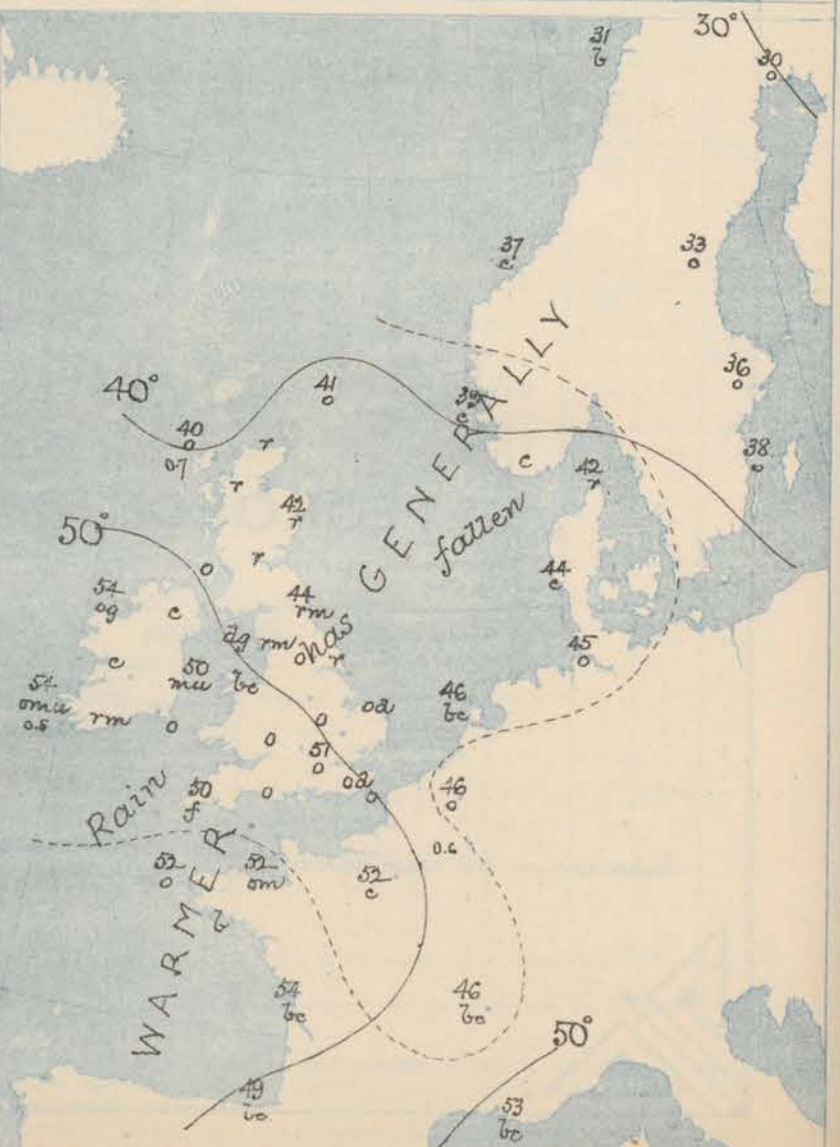 30°
31
b
30
o
37
c
33
o
36
o
40°
41
o
40
o
0.7
r
c
38
o
r
c
42
r
42
r
50°
r
o
44
c
54
og
c
44
rm
dg
rm
o
r
45
o
c
50
mu
bc
54
omu
0.5
rm
o
o
od
46
bc
o
51
o
od
o
50
f
o
46
o
0.6
52
o
52
om
52
c
b
54
bc
46
bc
50°
49
bc
53
bc
Rain has GENERALLY fallen
WARMER